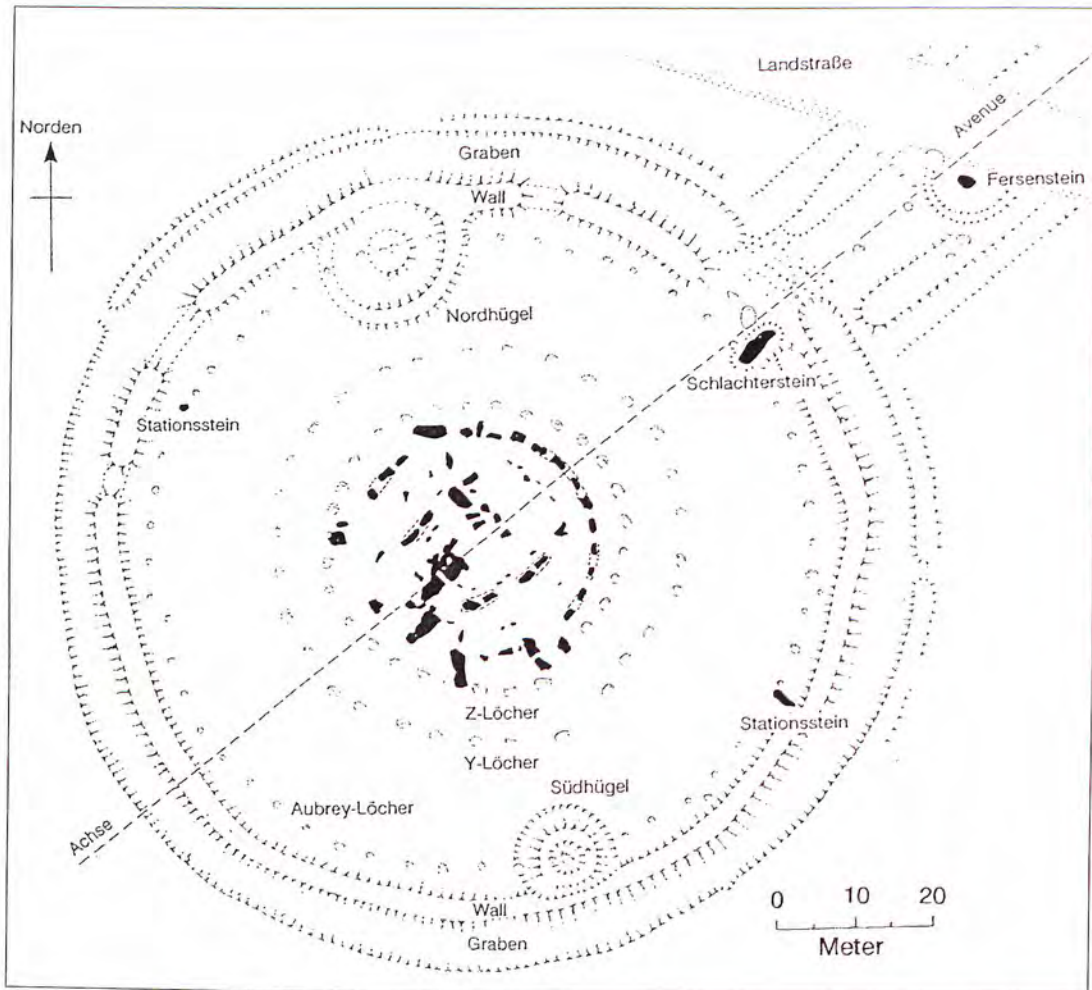 Landstraße
Avenue
Norden
Graben
Fersenstein
Wall
Nordhügel
Schlachterstein
Stationsstein
Z-Löcher
Stationsstein
Y-Löcher
Südhügel
Aubrey-Löcher
Achse
0 10 20
Meter
Wall
Graben